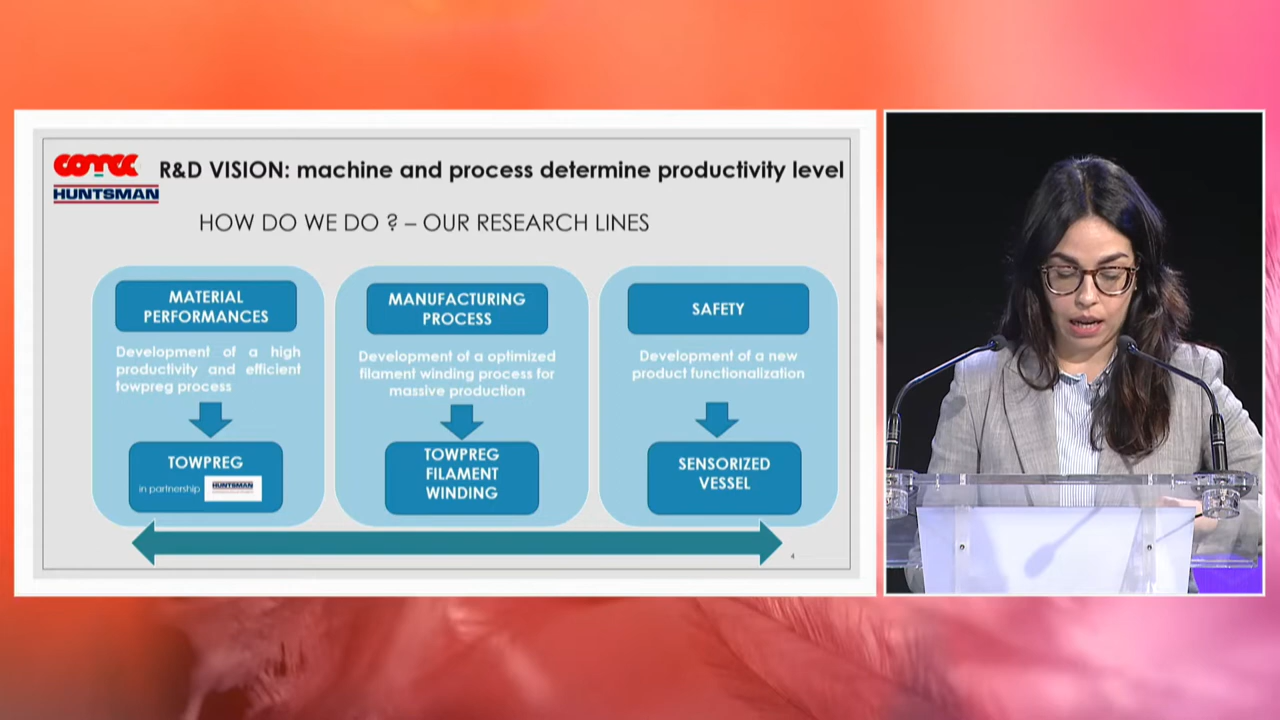 COTEC
HUNTSMAN
R&D VISION: machine and process determine productivity level
HOW DO WE DO ? – OUR RESEARCH LINES
MATERIAL
PERFORMANCES
Development of a high
productivity and efficient
towpreg process
TOWPREG
in partnership HUNTSMAN
MANUFACTURING
PROCESS
Development of a optimized
filament winding process for
massive production
TOWPREG
FILAMENT
WINDING
SAFETY
Development of a new
product functionalization
SENSORIZED
VESSEL
4